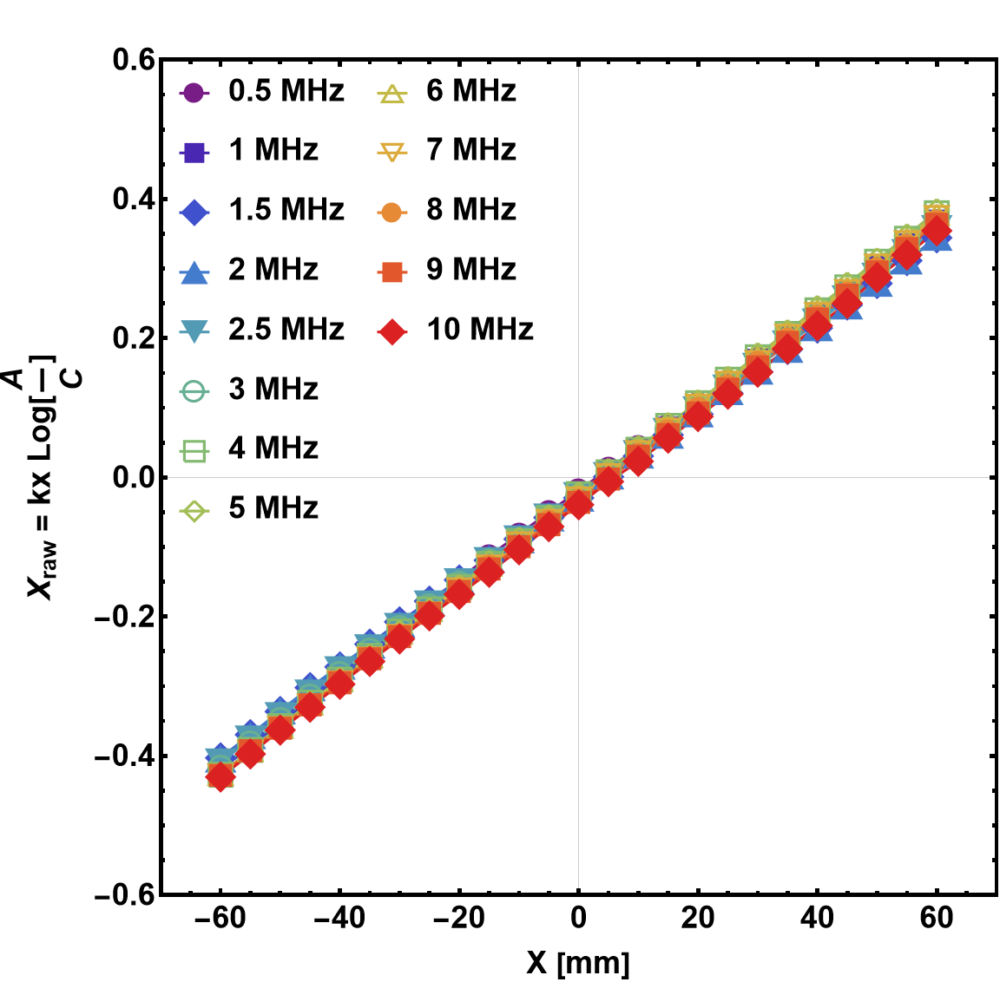 0.6
0.4
0.2
0.0
−0.2
−0.4
−0.6
−60 −40 −20 0 20 40 60
X [mm]
Xraw = kx Log[A/C]
0.5 MHz
1 MHz
1.5 MHz
2 MHz
2.5 MHz
3 MHz
4 MHz
5 MHz
6 MHz
7 MHz
8 MHz
9 MHz
10 MHz